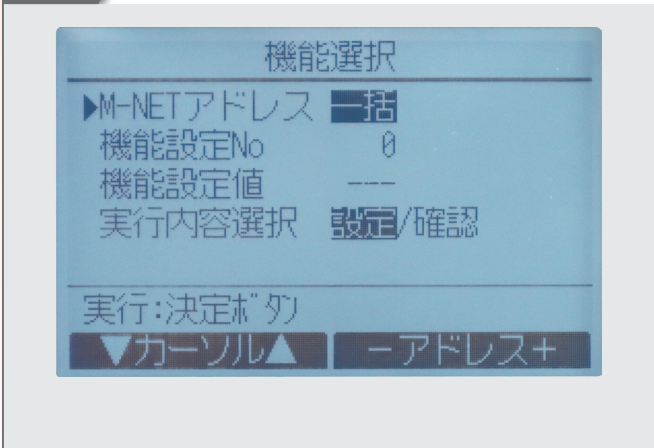 機能選択
▶M-NETアドレス 一括
機能設定No 0
機能設定値 ---
実行内容選択 設定/確認
実行:決定ボタン
▼カーソル▲ −アドレス+